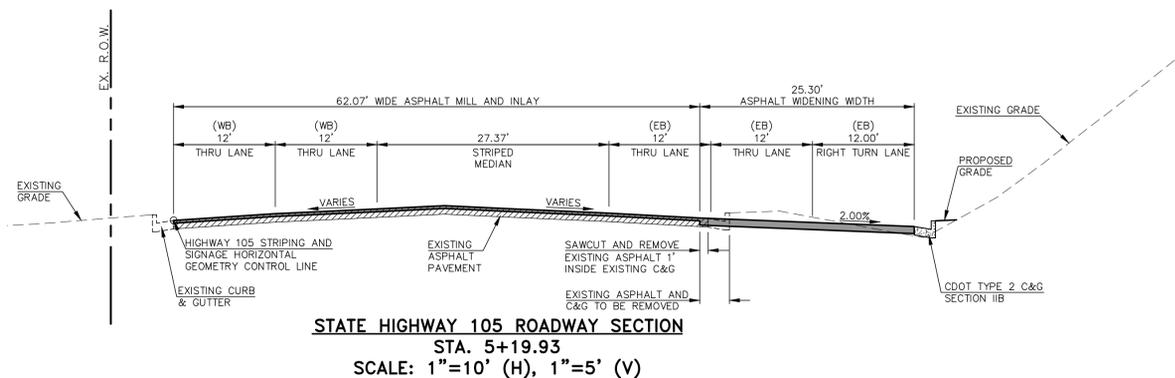 EX. R.O.W.
25.30'
62.07' WIDE ASPHALT MILL AND INLAY
ASPHALT WIDENING WIDTH
(WB)
12'
THRU LANE
(WB)
12'
THRU LANE
27.37'
STRIPED
MEDIAN
(EB)
12'
THRU LANE
(EB)
12'
THRU LANE
(EB)
12.00'
RIGHT TURN LANE
EXISTING GRADE
PROPOSED
GRADE
EXISTING
GRADE
VARIES
VARIES
2.00%
HIGHWAY 105 STRIPING AND
SIGNAGE HORIZONTAL
GEOMETRY CONTROL LINE
EXISTING
ASPHALT
PAVEMENT
SAWCUT AND REMOVE
EXISTING ASPHALT 1'
INSIDE EXISTING C&G
EXISTING CURB
& GUTTER
EXISTING ASPHALT AND
C&G TO BE REMOVED
CDOT TYPE 2 C&G
SECTION IIB
STATE HIGHWAY 105 ROADWAY SECTION
STA. 5+19.93
SCALE: 1"=10' (H), 1"=5' (V)